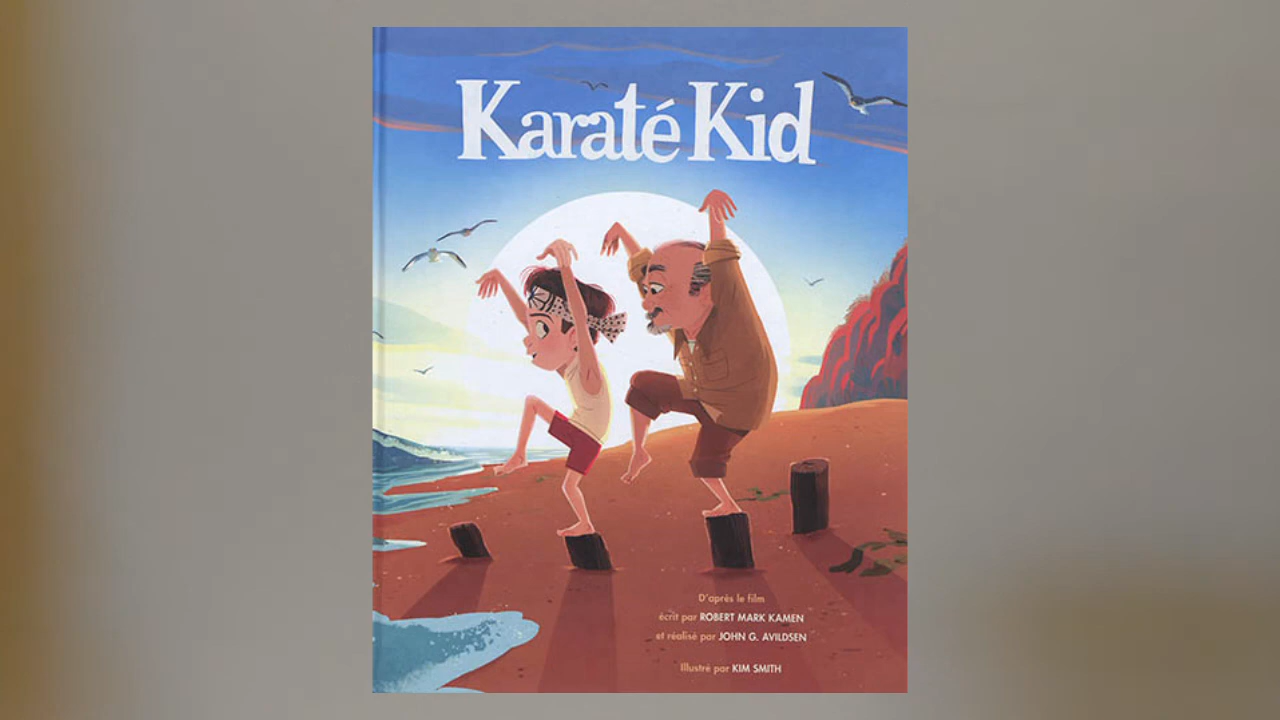 Karaté Kid
D'après le film
écrit par ROBERT MARK KAMEN
et réalisé par JOHN G. AVILDSEN
Illustré par KIM SMITH